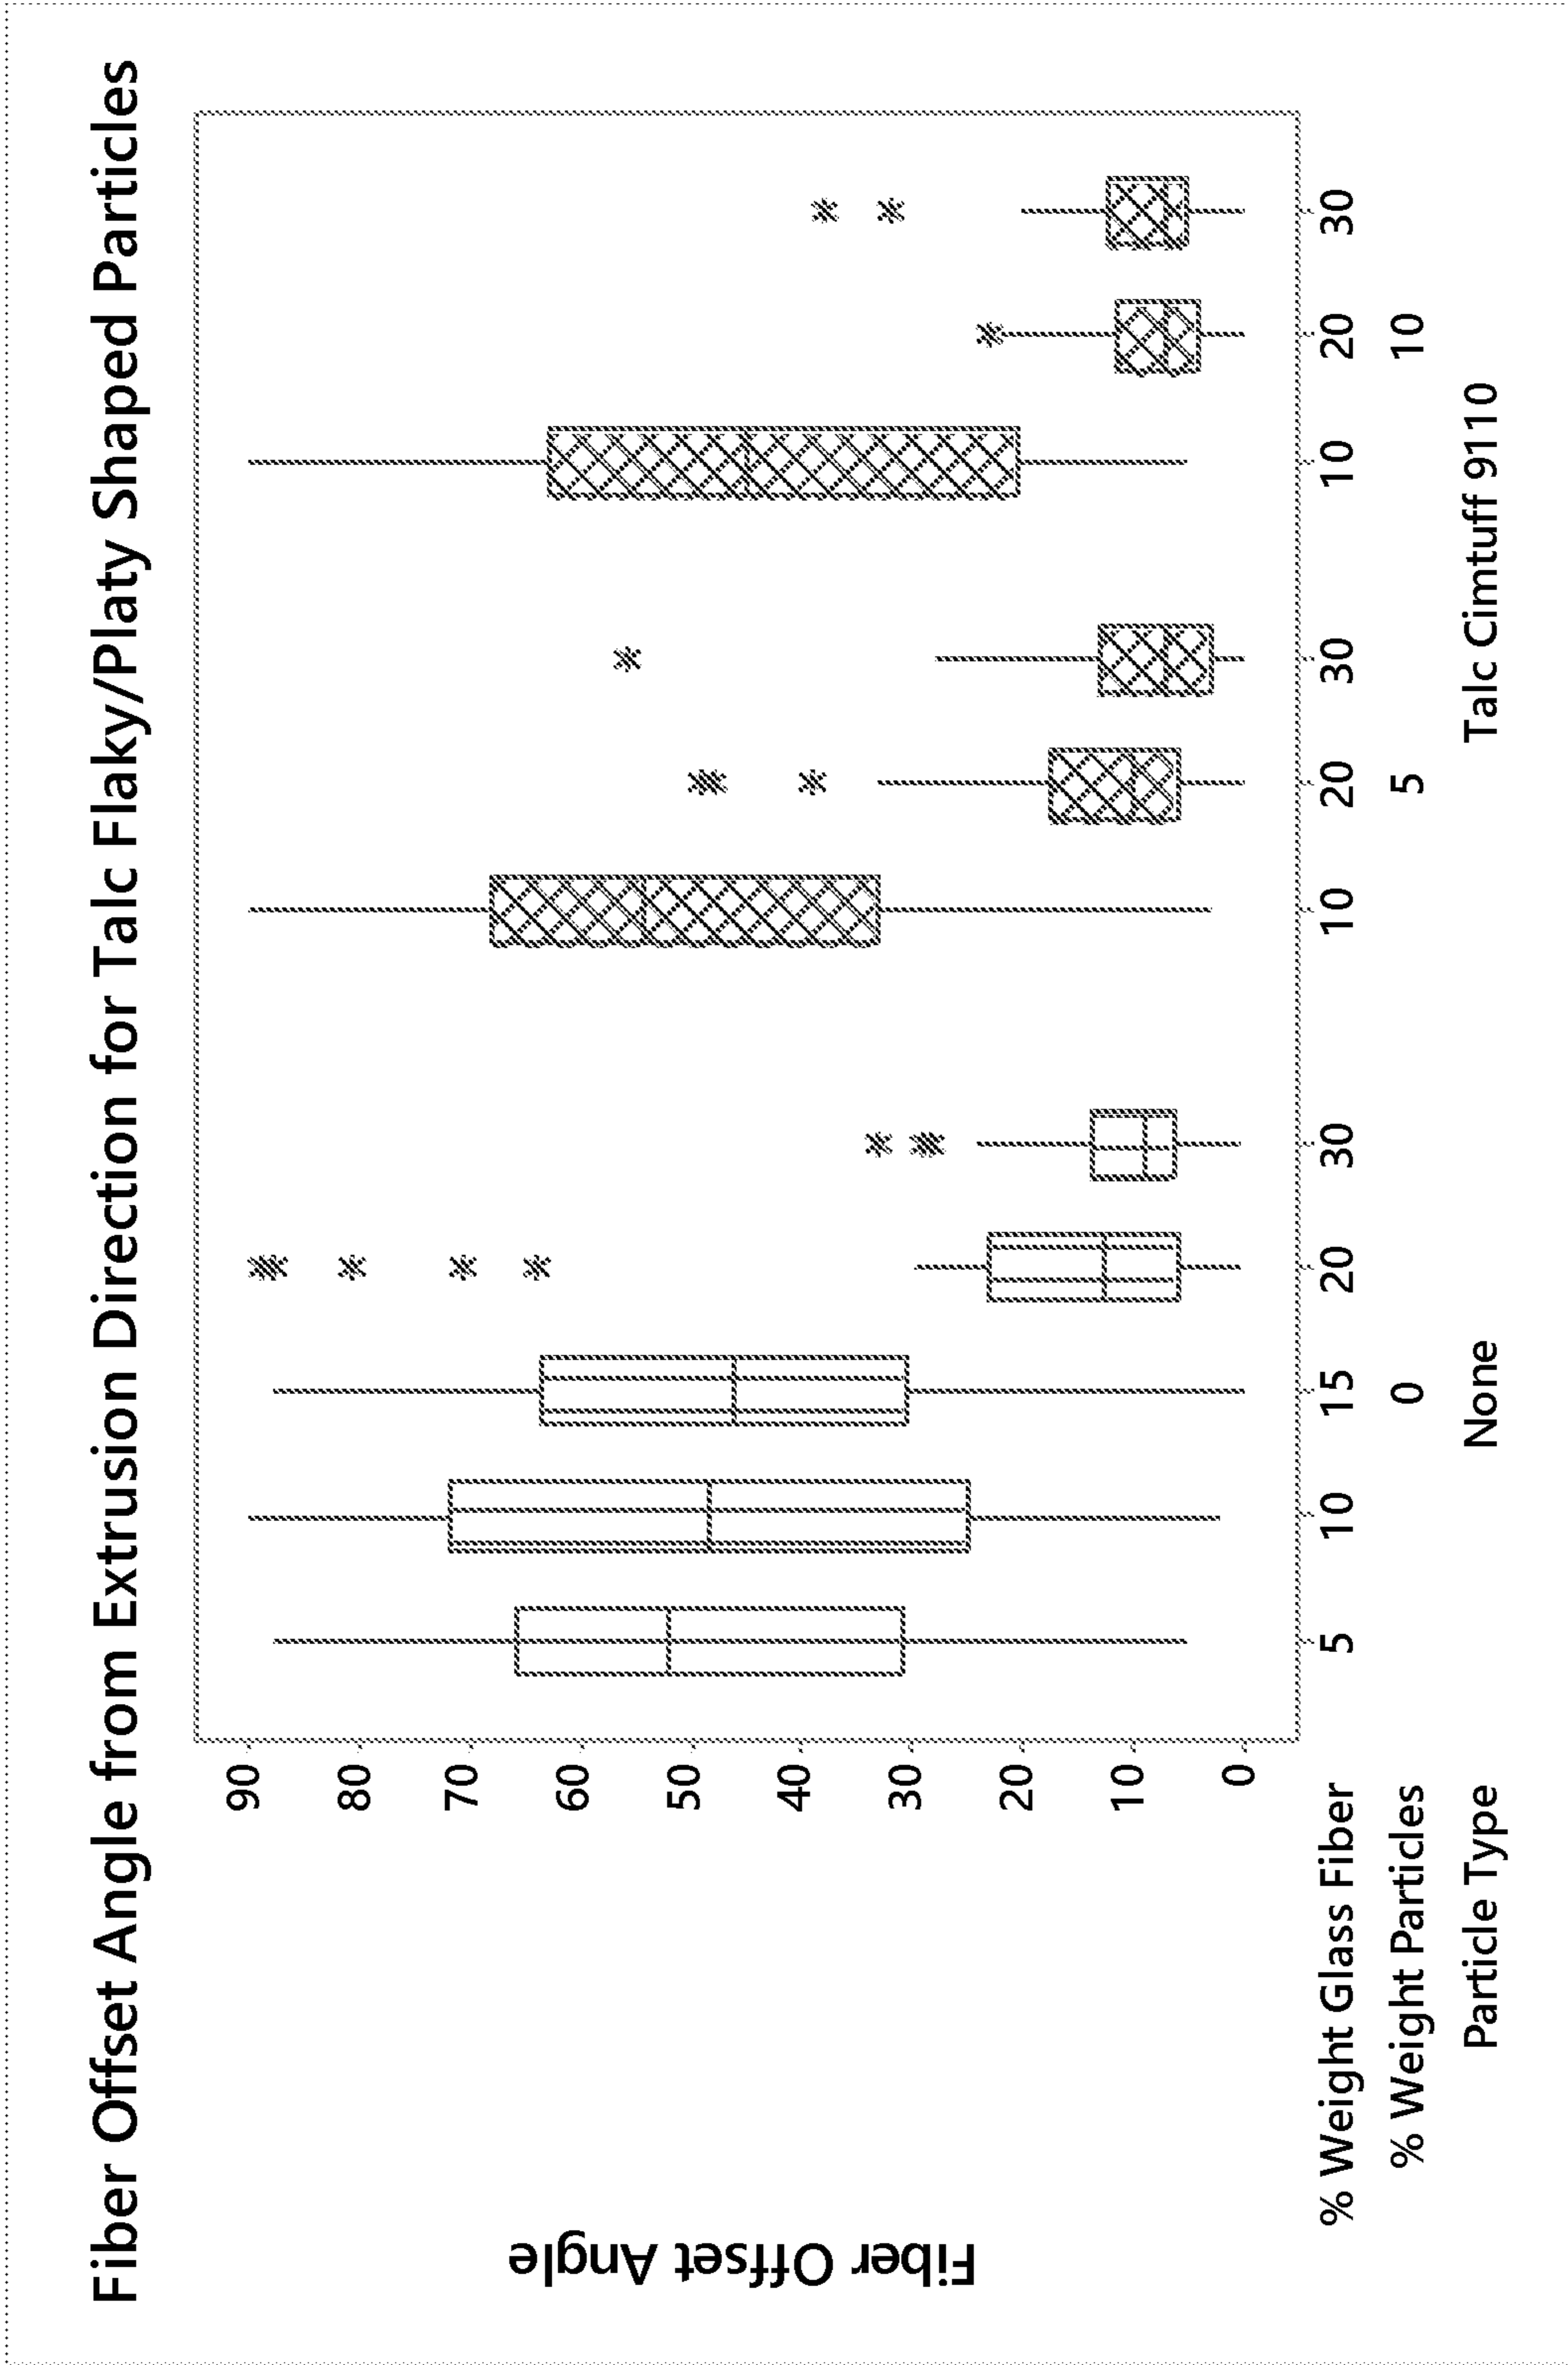 Fiber Offset Angle from Extrusion Direction for Talc Flaky/Platy Shaped Particles
Fiber Offset Angle
90
80
70
60
50
40
30
20
10
0
% Weight Glass Fiber 5 10 15 20 30 10 20 30 10 20 30
% Weight Particles 0 5 10
Particle Type None Talc Cimtuff 9110